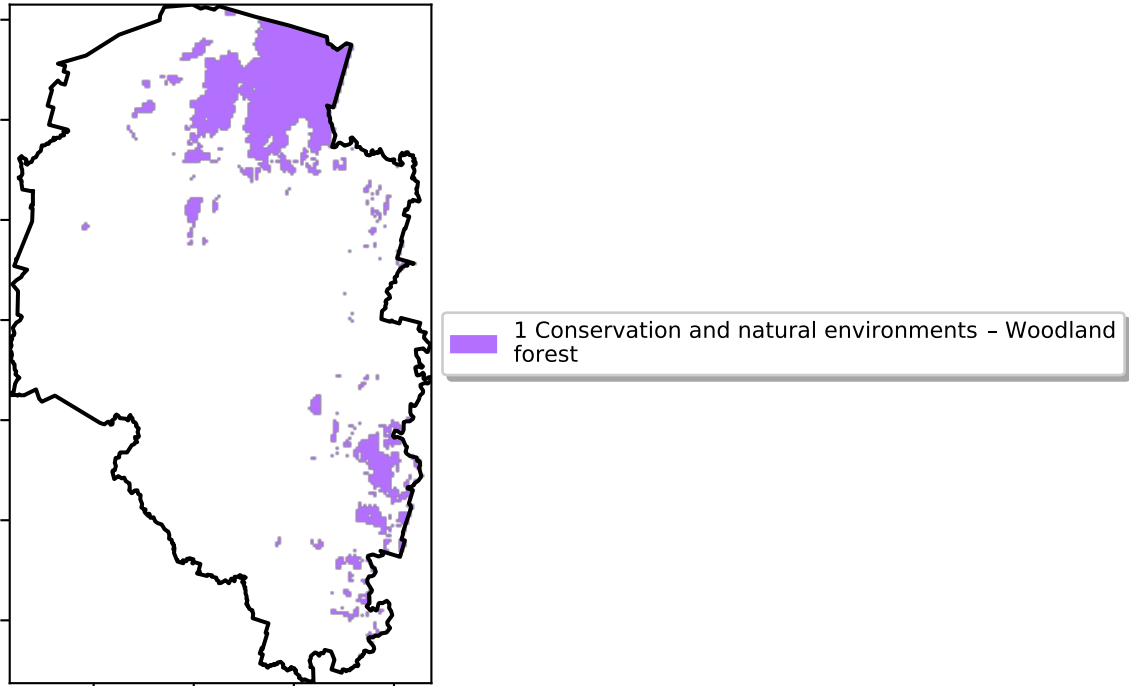 1 Conservation and natural environments – Woodland
forest